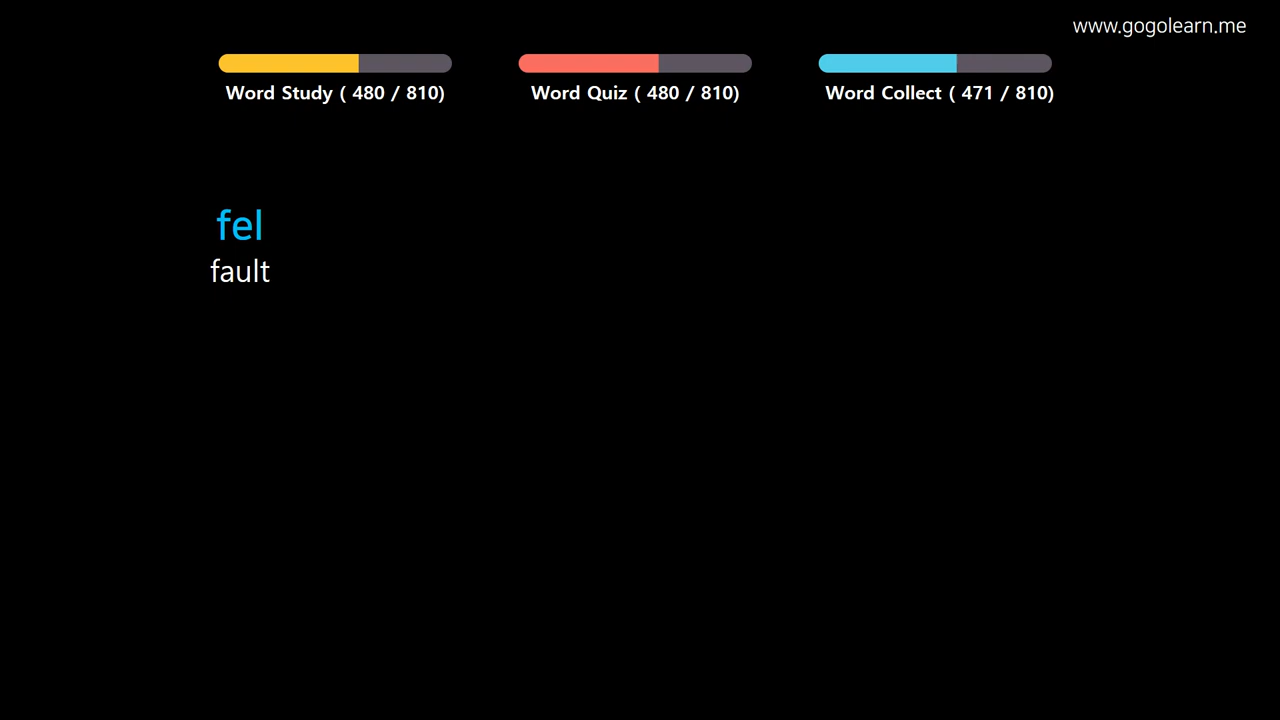 www.gogolearn.me
Word Study ( 480 / 810)
Word Quiz ( 480 / 810)
Word Collect ( 471 / 810)
fel
fault